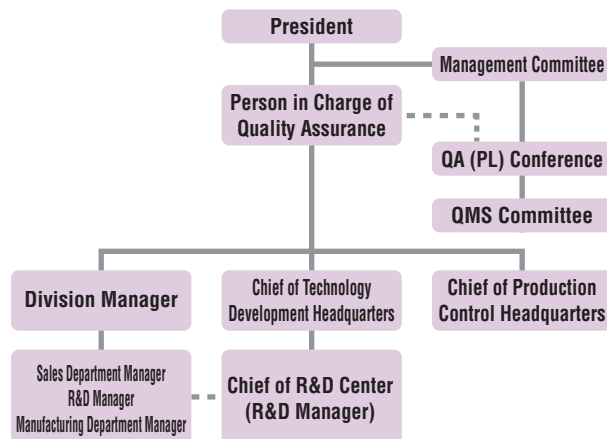 President
Management Committee
Person in Charge of
Quality Assurance
QA (PL) Conference
QMS Committee
Division Manager
Chief of Technology
Development Headquarters
Chief of Production
Control Headquarters
Sales Department Manager
R&D Manager
Manufacturing Department Manager
Chief of R&D Center
(R&D Manager)